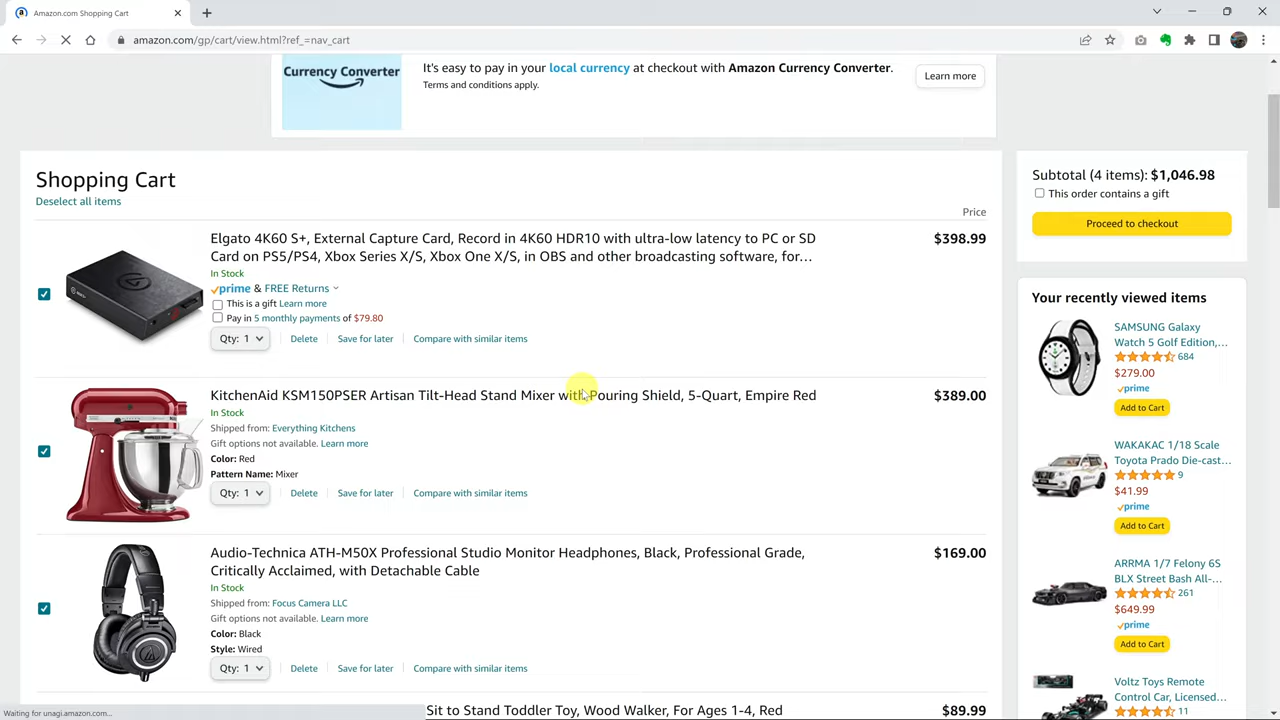 Amazon.com Shopping Cart
amazon.com/gp/cart/view.html?ref_=nav_cart
Currency Converter
It's easy to pay in your local currency at checkout with Amazon Currency Converter.
Terms and conditions apply.
Learn more
Shopping Cart
Deselect all items
Price
Elgato 4K60 S+, External Capture Card, Record in 4K60 HDR10 with ultra-low latency to PC or SD
Card on PS5/PS4, Xbox Series X/S, Xbox One X/S, in OBS and other broadcasting software, for...
$398.99
In Stock
prime & FREE Returns
This is a gift Learn more
Pay in 5 monthly payments of $79.80
Qty: 1
Delete
Save for later
Compare with similar items
KitchenAid KSM150PSER Artisan Tilt-Head Stand Mixer with Pouring Shield, 5-Quart, Empire Red
$389.00
In Stock
Shipped from: Everything Kitchens
Gift options not available. Learn more
Color: Red
Pattern Name: Mixer
Qty: 1
Delete
Save for later
Compare with similar items
Audio-Technica ATH-M50X Professional Studio Monitor Headphones, Black, Professional Grade,
Critically Acclaimed, with Detachable Cable
$169.00
In Stock
Shipped from: Focus Camera LLC
Gift options not available. Learn more
Color: Black
Style: Wired
Qty: 1
Delete
Save for later
Compare with similar items
Sit to Stand Toddler Toy, Wood Walker, For Ages 1-4, Red
$89.99
Subtotal (4 items): $1,046.98
This order contains a gift
Proceed to checkout
Your recently viewed items
SAMSUNG Galaxy
Watch 5 Golf Edition,...
684
$279.00
prime
Add to Cart
WAKAKAC 1/18 Scale
Toyota Prado Die-cast...
9
$41.99
prime
Add to Cart
ARRMA 1/7 Felony 6S
BLX Street Bash All-...
261
$649.99
prime
Add to Cart
Voltz Toys Remote
Control Car, Licensed...
11
Waiting for unagi.amazon.com...